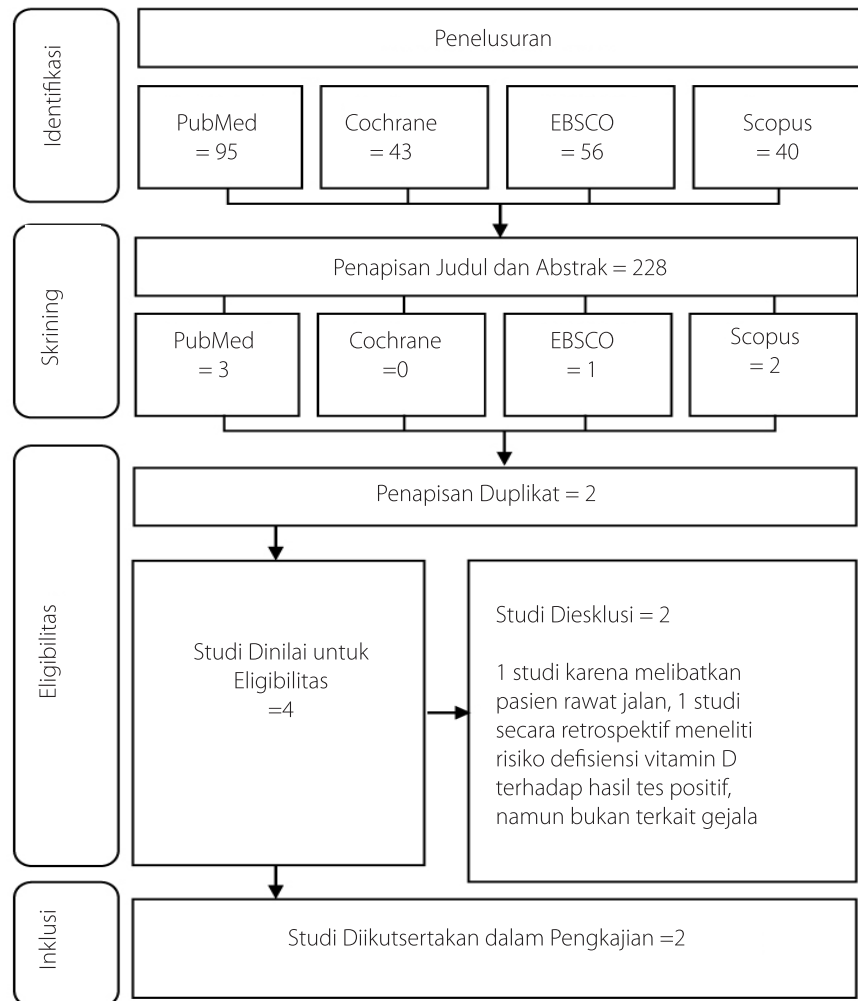 Identifikasi
Penelusuran
PubMed
= 95
Cochrane
= 43
EBSCO
= 56
Scopus
= 40
Skrining
Penapisan Judul dan Abstrak = 228
PubMed
= 3
Cochrane
=0
EBSCO
= 1
Scopus
= 2
Eligibilitas
Penapisan Duplikat = 2
Studi Dinilai untuk
Eligibilitas
=4
Studi Diesklusi = 2
1 studi karena melibatkan
pasien rawat jalan, 1 studi
secara retrospektif meneliti
risiko defisiensi vitamin D
terhadap hasil tes positif,
namun bukan terkait gejala
Inklusi
Studi Diikutsertakan dalam Pengkajian =2